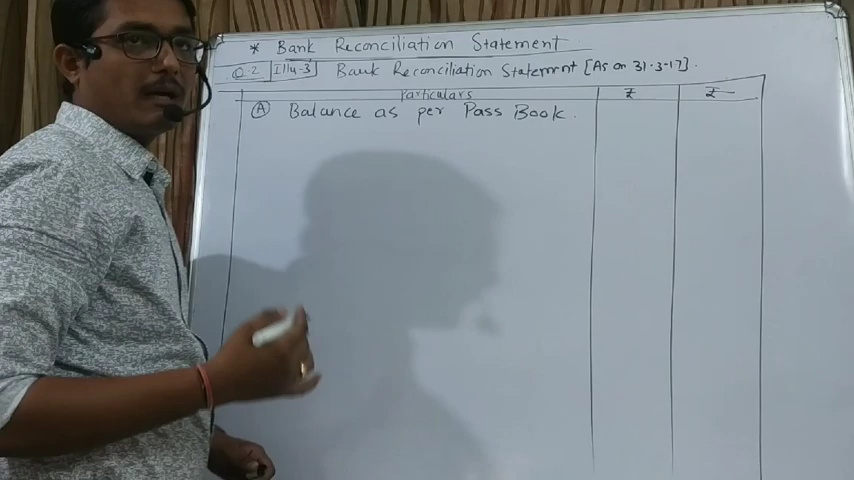 * Bank Reconciliation Statement
Q.2 Illu-3 Bank Reconciliation Statement [As on 31-3-17].
Particulars ₹ ₹
Ⓐ Balance as per Pass Book.